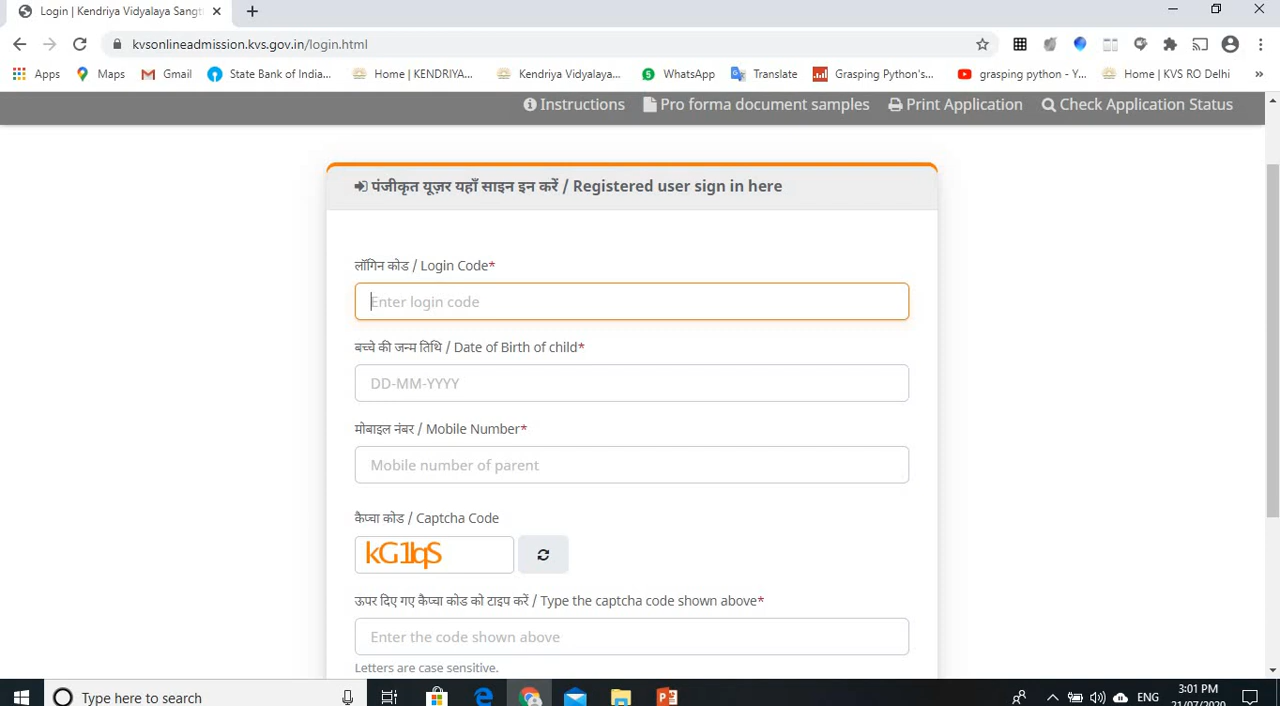 Login | Kendriya Vidyalaya Sangt
kvsonlineadmission.kvs.gov.in/login.html
Apps Maps Gmail State Bank of India... Home | KENDRIYA... Kendriya Vidyalaya... WhatsApp Translate Grasping Python's... grasping python - Y... Home | KVS RO Delhi »
Instructions Pro forma document samples Print Application Check Application Status
पंजीकृत यूज़र यहाँ साइन इन करें / Registered user sign in here
लॉगिन कोड / Login Code*
Enter login code
बच्चे की जन्म तिथि / Date of Birth of child*
DD-MM-YYYY
मोबाइल नंबर / Mobile Number*
Mobile number of parent
कैप्चा कोड / Captcha Code
kG1lqS
ऊपर दिए गए कैप्चा कोड को टाइप करें / Type the captcha code shown above*
Enter the code shown above
Letters are case sensitive.
Type here to search
ENG
3:01 PM
21/07/2020